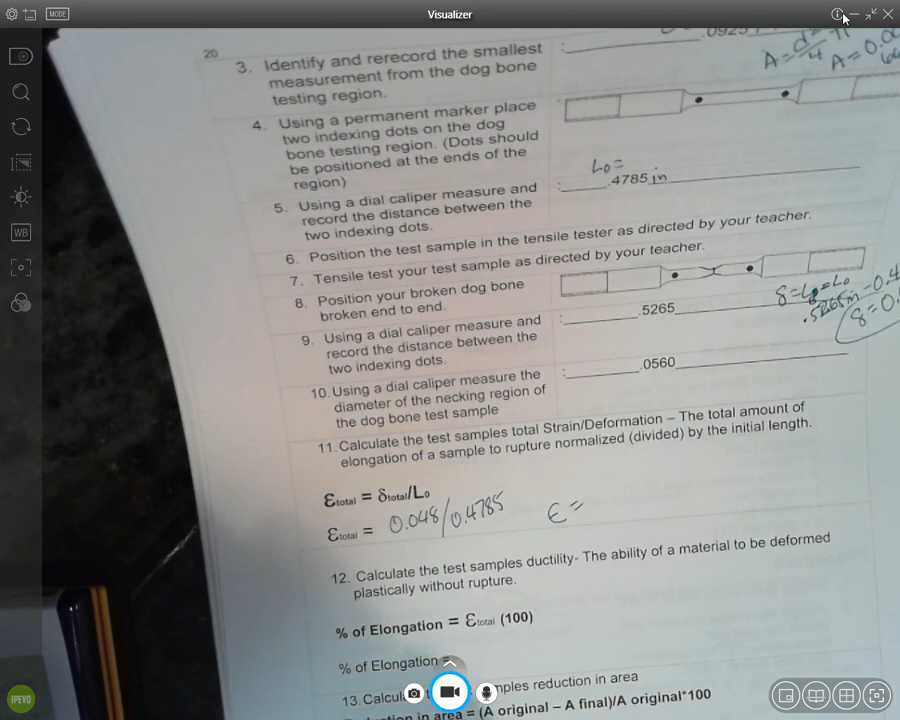 MODE
Visualizer
20
.0925
A = d²π/4
3. Identify and rerecord the smallest
measurement from the dog bone
testing region.
4. Using a permanent marker place
two indexing dots on the dog
bone testing region. (Dots should
be positioned at the ends of the
region)
L₀ =
.4785 in
5. Using a dial caliper measure and
record the distance between the
two indexing dots.
6. Position the test sample in the tensile tester as directed by your teacher.
7. Tensile test your test sample as directed by your teacher.
8. Position your broken dog bone
broken end to end.
9. Using a dial caliper measure and
record the distance between the
two indexing dots.
.5265
10. Using a dial caliper measure the
diameter of the necking region of
the dog bone test sample
.0560
11. Calculate the test samples total Strain/Deformation – The total amount of
elongation of a sample to rupture normalized (divided) by the initial length.
Ɛtotal = δtotal/L₀
Ɛtotal = 0.048/0.4785
Ɛ =
12. Calculate the test samples ductility- The ability of a material to be deformed
plastically without rupture.
% of Elongation = Ɛtotal (100)
% of Elongation =
13. Calcul
mples reduction in area
in area = (A original – A final)/A original*100
WB
IPEVO